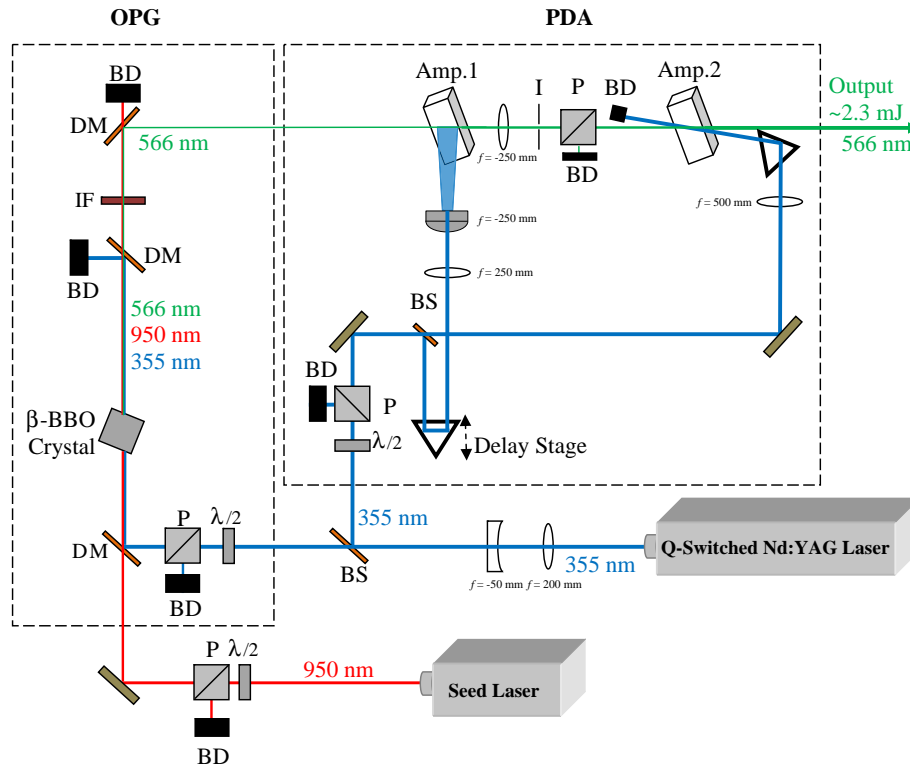 OPG
PDA
BD
Amp.1
I
P
BD
Amp.2
Output
~2.3 mJ
566 nm
DM
566 nm
f = -250 mm
BD
IF
f = 500 mm
f = -250 mm
DM
BD
f = 250 mm
BS
566 nm
950 nm
355 nm
BD
P
β-BBO
Crystal
λ/2
Delay Stage
P
λ/2
355 nm
DM
BS
f = -50 mm
f = 200 mm
355 nm
Q-Switched Nd:YAG Laser
BD
P
λ/2
950 nm
Seed Laser
BD